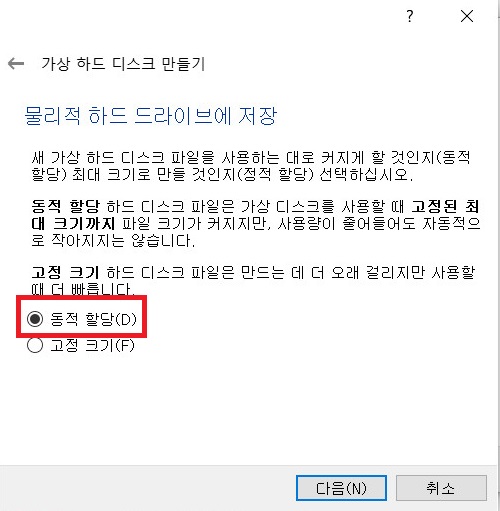 ?
가상 하드 디스크 만들기
물리적 하드 드라이브에 저장
새 가상 하드 디스크 파일을 사용하는 대로 커지게 할 것인지(동적
할당) 최대 크기로 만들 것인지(정적 할당) 선택하십시오.
동적 할당 하드 디스크 파일은 가상 디스크를 사용할 때 고정된 최
대 크기까지 파일 크기가 커지지만, 사용량이 줄어들어도 자동적으
로 작아지지는 않습니다.
고정 크기 하드 디스크 파일은 만드는 데 더 오래 걸리지만 사용할
때 더 빠릅니다.
동적 할당(D)
고정 크기(F)
다음(N)
취소